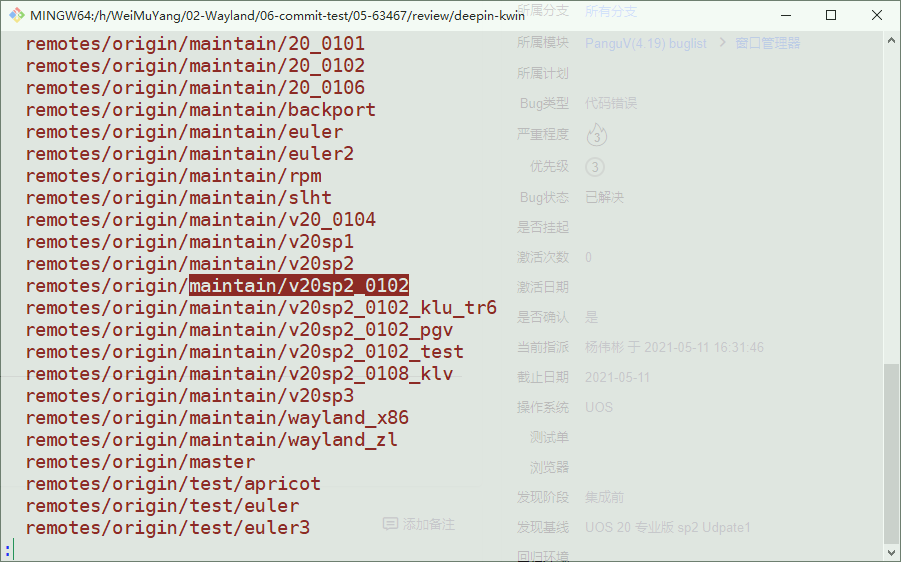 MINGW64:/h/WeiMuYang/02-Wayland/06-commit-test/05-63467/review/deepin-kwin
remotes/origin/maintain/20_0101
remotes/origin/maintain/20_0102
remotes/origin/maintain/20_0106
remotes/origin/maintain/backport
remotes/origin/maintain/euler
remotes/origin/maintain/euler2
remotes/origin/maintain/rpm
remotes/origin/maintain/slht
remotes/origin/maintain/v20_0104
remotes/origin/maintain/v20sp1
remotes/origin/maintain/v20sp2
remotes/origin/maintain/v20sp2_0102
remotes/origin/maintain/v20sp2_0102_klu_tr6
remotes/origin/maintain/v20sp2_0102_pgv
remotes/origin/maintain/v20sp2_0102_test
remotes/origin/maintain/v20sp2_0108_klv
remotes/origin/maintain/v20sp3
remotes/origin/maintain/wayland_x86
remotes/origin/maintain/wayland_zl
remotes/origin/master
remotes/origin/test/apricot
remotes/origin/test/euler
remotes/origin/test/euler3
:
所属分支 所有分支
所属模块 PanguV(4.19) buglist > 窗口管理器
所属计划
Bug类型 代码错误
严重程度 3
优先级 3
Bug状态 已解决
是否挂起
激活次数 0
激活日期
是否确认 是
当前指派 杨伟彬 于 2021-05-11 16:31:46
截止日期 2021-05-11
操作系统 UOS
测试单
浏览器
发现阶段 集成前
添加备注
发现基线 UOS 20 专业版 sp2 Udpate1
回归环境